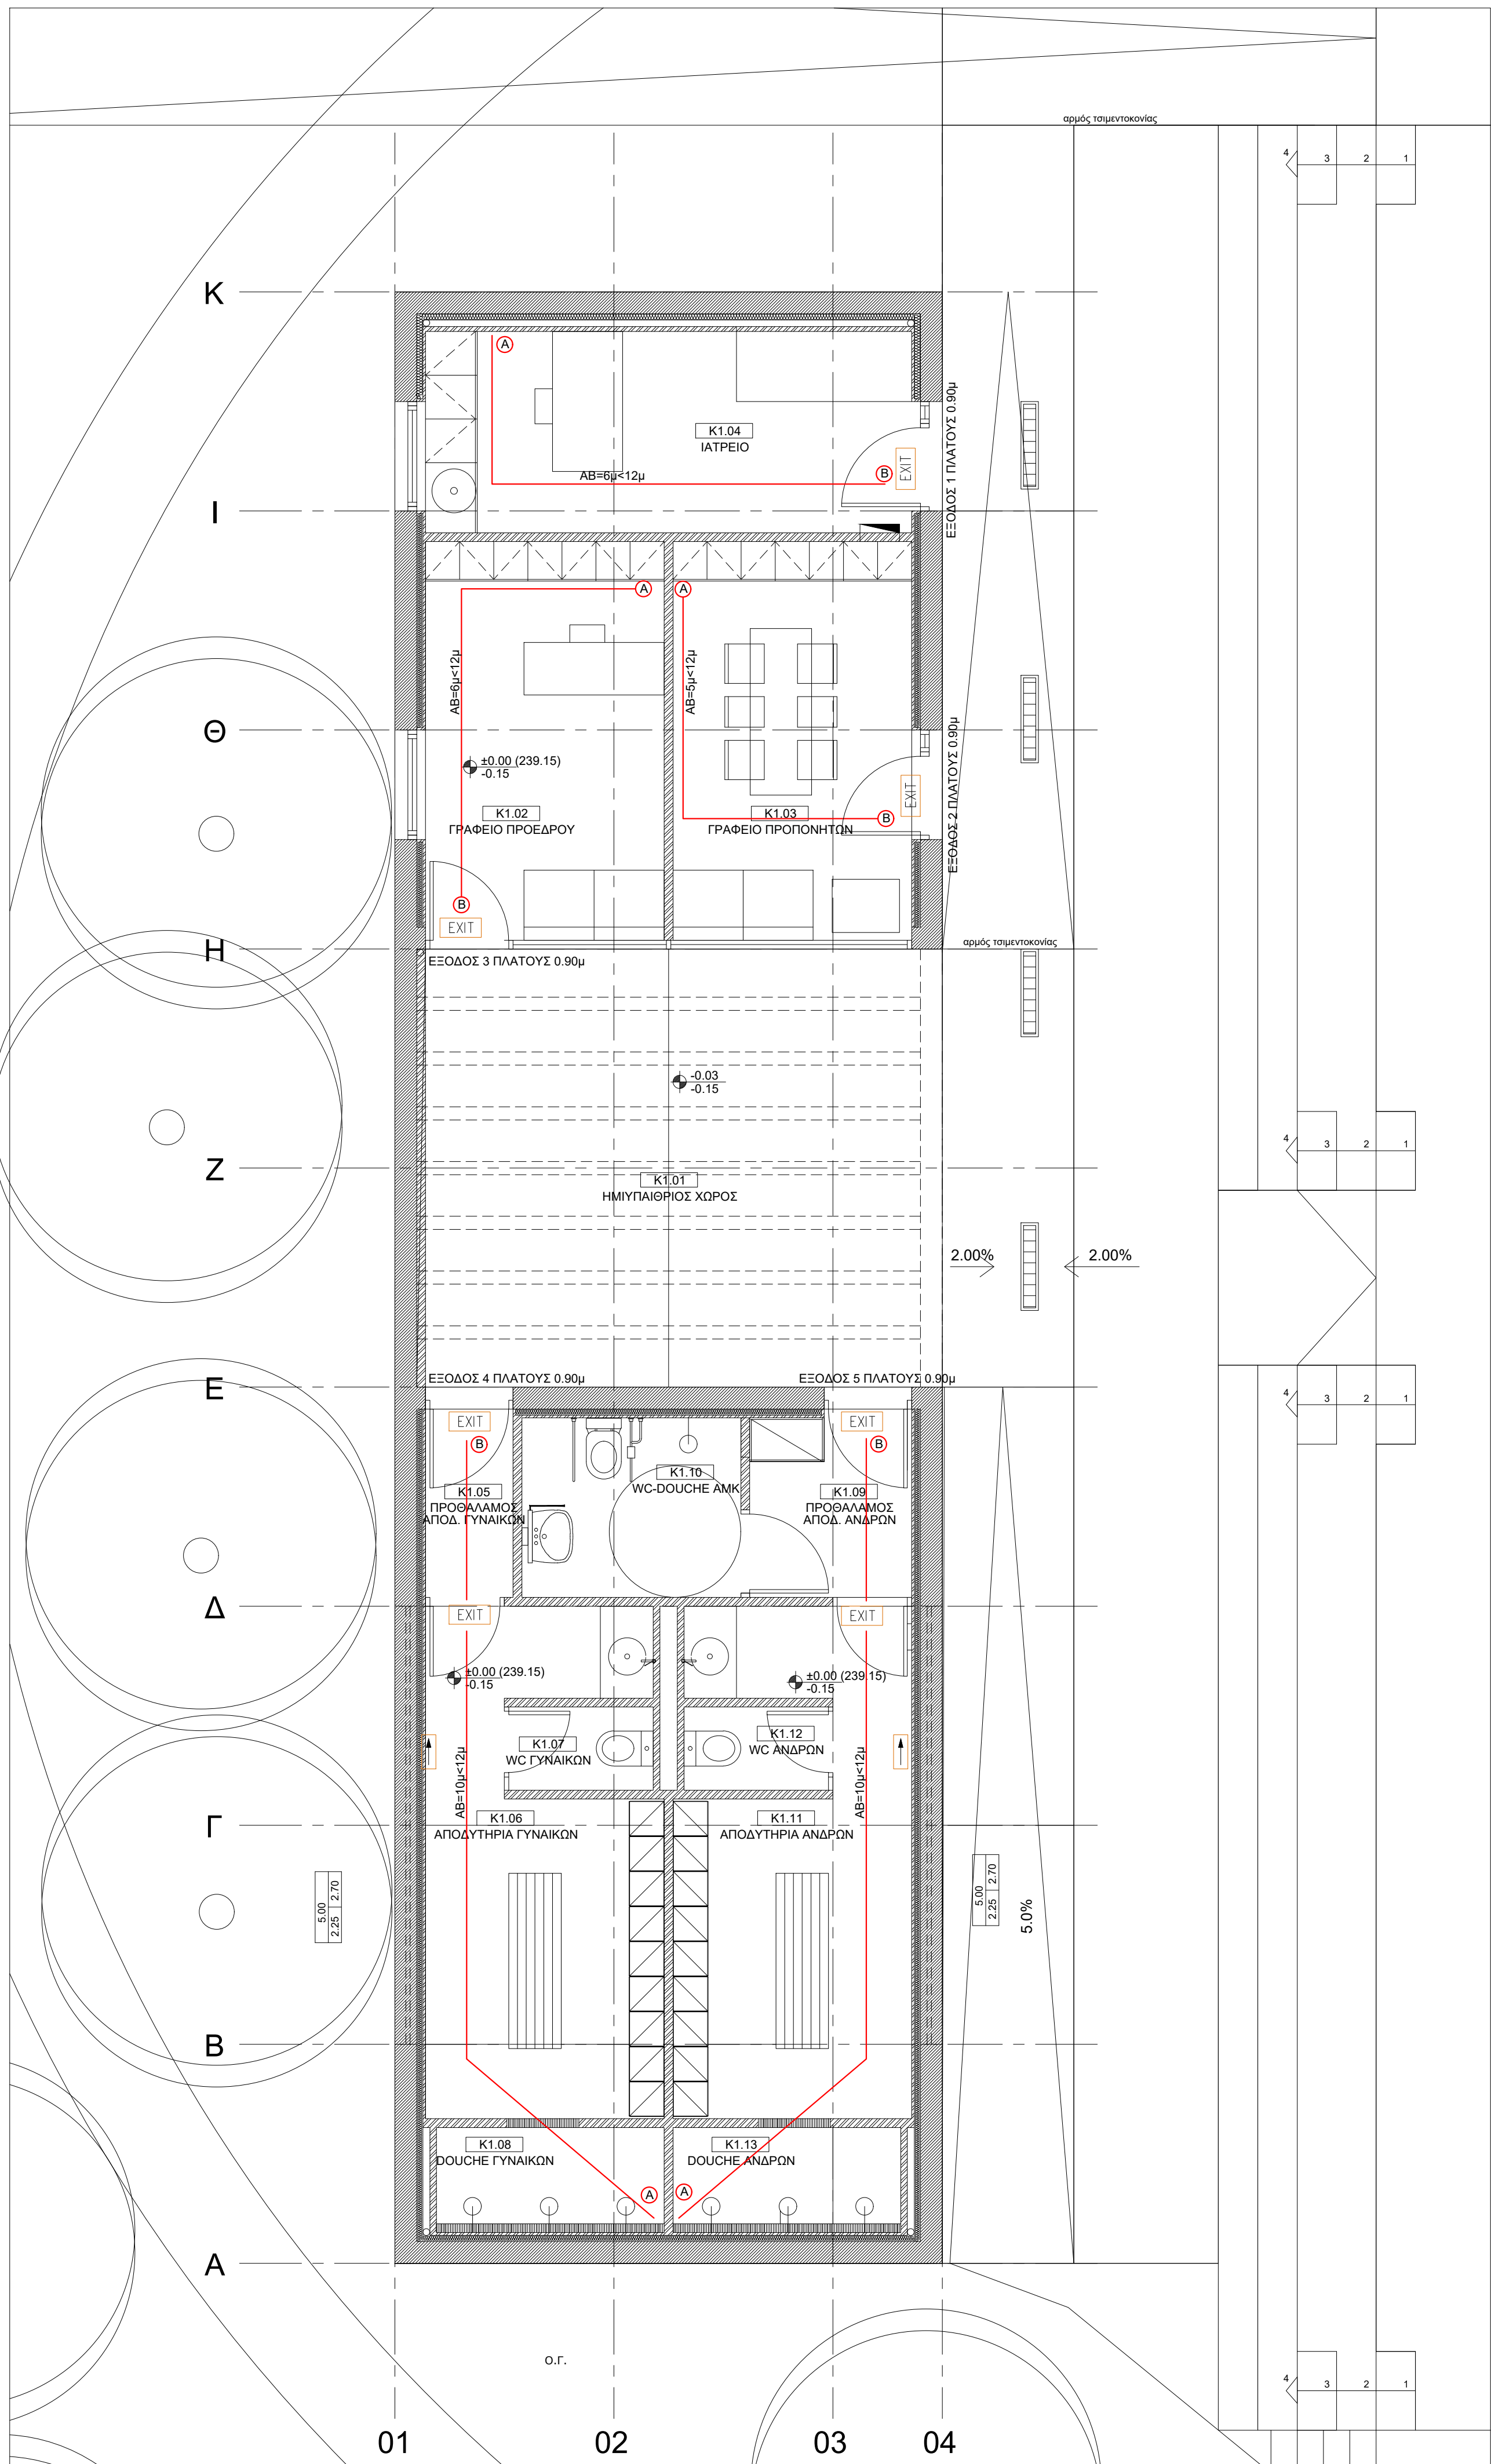 αρμός τσιμεντοκονίας
4 3 2 1
K
A
K1.04
ΙΑΤΡΕΙΟ
AB=6μ<12μ
B
EXIT
ΕΞΟΔΟΣ 1 ΠΛΑΤΟΥΣ 0.90μ
I
A
A
AB=6μ<12μ
AB=5μ<12μ
Θ
±0.00 (239.15)
-0.15
K1.02
ΓΡΑΦΕΙΟ ΠΡΟΕΔΡΟΥ
K1.03
ΓΡΑΦΕΙΟ ΠΡΟΠΟΝΗΤΩΝ
B
EXIT
ΕΞΟΔΟΣ 2 ΠΛΑΤΟΥΣ 0.90μ
B
EXIT
H
αρμός τσιμεντοκονίας
ΕΞΟΔΟΣ 3 ΠΛΑΤΟΥΣ 0.90μ
-0.03
-0.15
4 3 2 1
Z
K1.01
ΗΜΙΥΠΑΙΘΡΙΟΣ ΧΩΡΟΣ
2.00%
2.00%
E
ΕΞΟΔΟΣ 4 ΠΛΑΤΟΥΣ 0.90μ
ΕΞΟΔΟΣ 5 ΠΛΑΤΟΥΣ 0.90μ
4 3 2 1
EXIT
EXIT
B
B
K1.05
ΠΡΟΘΑΛΑΜΟΣ
ΑΠΟΔ. ΓΥΝΑΙΚΩΝ
K1.10
WC-DOUCHE AMK
K1.09
ΠΡΟΘΑΛΑΜΟΣ
ΑΠΟΔ. ΑΝΔΡΩΝ
Δ
EXIT
EXIT
±0.00 (239.15)
-0.15
±0.00 (239.15)
-0.15
K1.07
WC ΓΥΝΑΙΚΩΝ
K1.12
WC ΑΝΔΡΩΝ
AB=10μ<12μ
AB=10μ<12μ
Γ
K1.06
ΑΠΟΔΥΤΗΡΙΑ ΓΥΝΑΙΚΩΝ
K1.11
ΑΠΟΔΥΤΗΡΙΑ ΑΝΔΡΩΝ
5.00
2.25 2.70
5.00
2.25 2.70
5.0%
B
K1.08
DOUCHE ΓΥΝΑΙΚΩΝ
K1.13
DOUCHE ΑΝΔΡΩΝ
A
A
A
Ο.Γ.
4 3 2 1
01 02 03 04